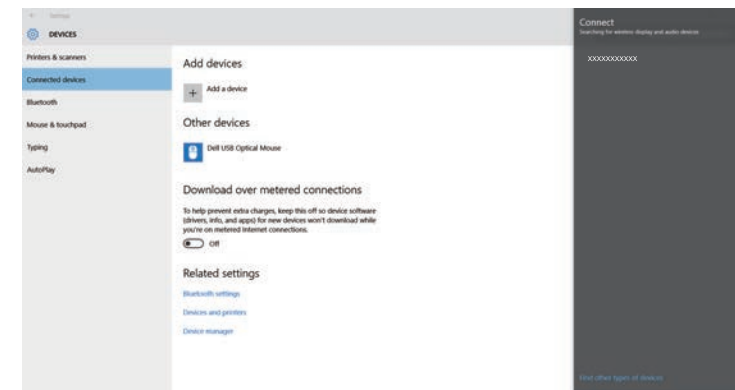 Settings
DEVICES
Printers & scanners
Connected devices
Bluetooth
Mouse & touchpad
Typing
AutoPlay
Add devices
Add a device
Other devices
Dell USB Optical Mouse
Download over metered connections
To help prevent extra charges, keep this off so device software
(drivers, info, and apps) for new devices won't download while
you're on metered Internet connections.
Off
Related settings
Bluetooth settings
Devices and printers
Device manager
Connect
Searching for wireless display and audio devices
xxxxxxxxxxx
Find other types of devices